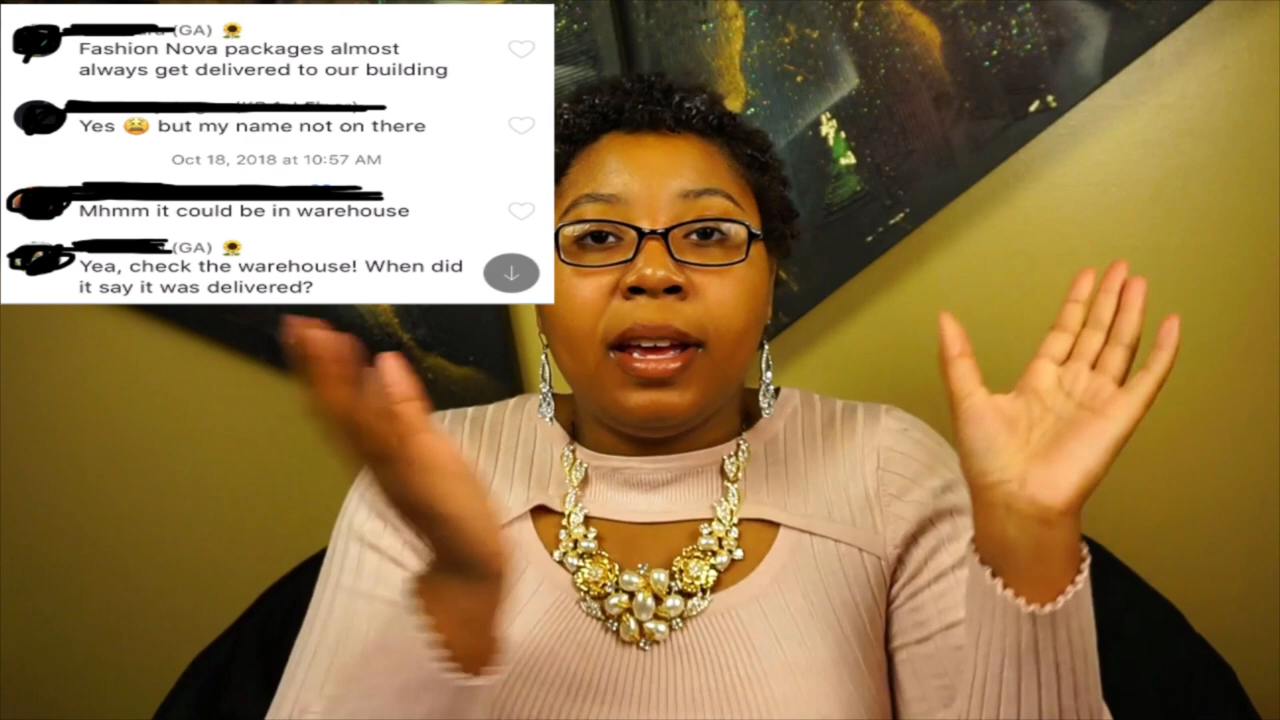 (GA) 🌻
Fashion Nova packages almost
always get delivered to our building
Yes 😫 but my name not on there
Oct 18, 2018 at 10:57 AM
Mhmm it could be in warehouse
(GA) 🌻
Yea, check the warehouse! When did
it say it was delivered?